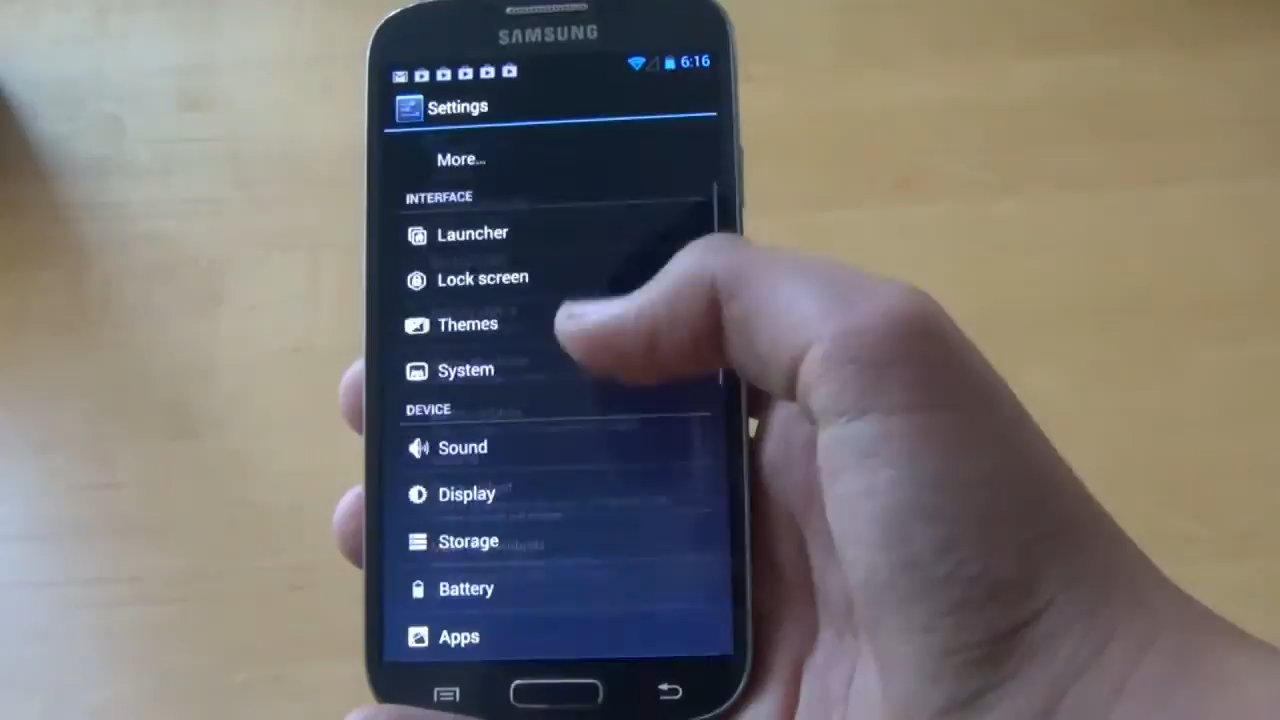 SAMSUNG
6:16
Settings
More...
INTERFACE
Launcher
Lock screen
Themes
System
DEVICE
Sound
Display
Storage
Battery
Apps